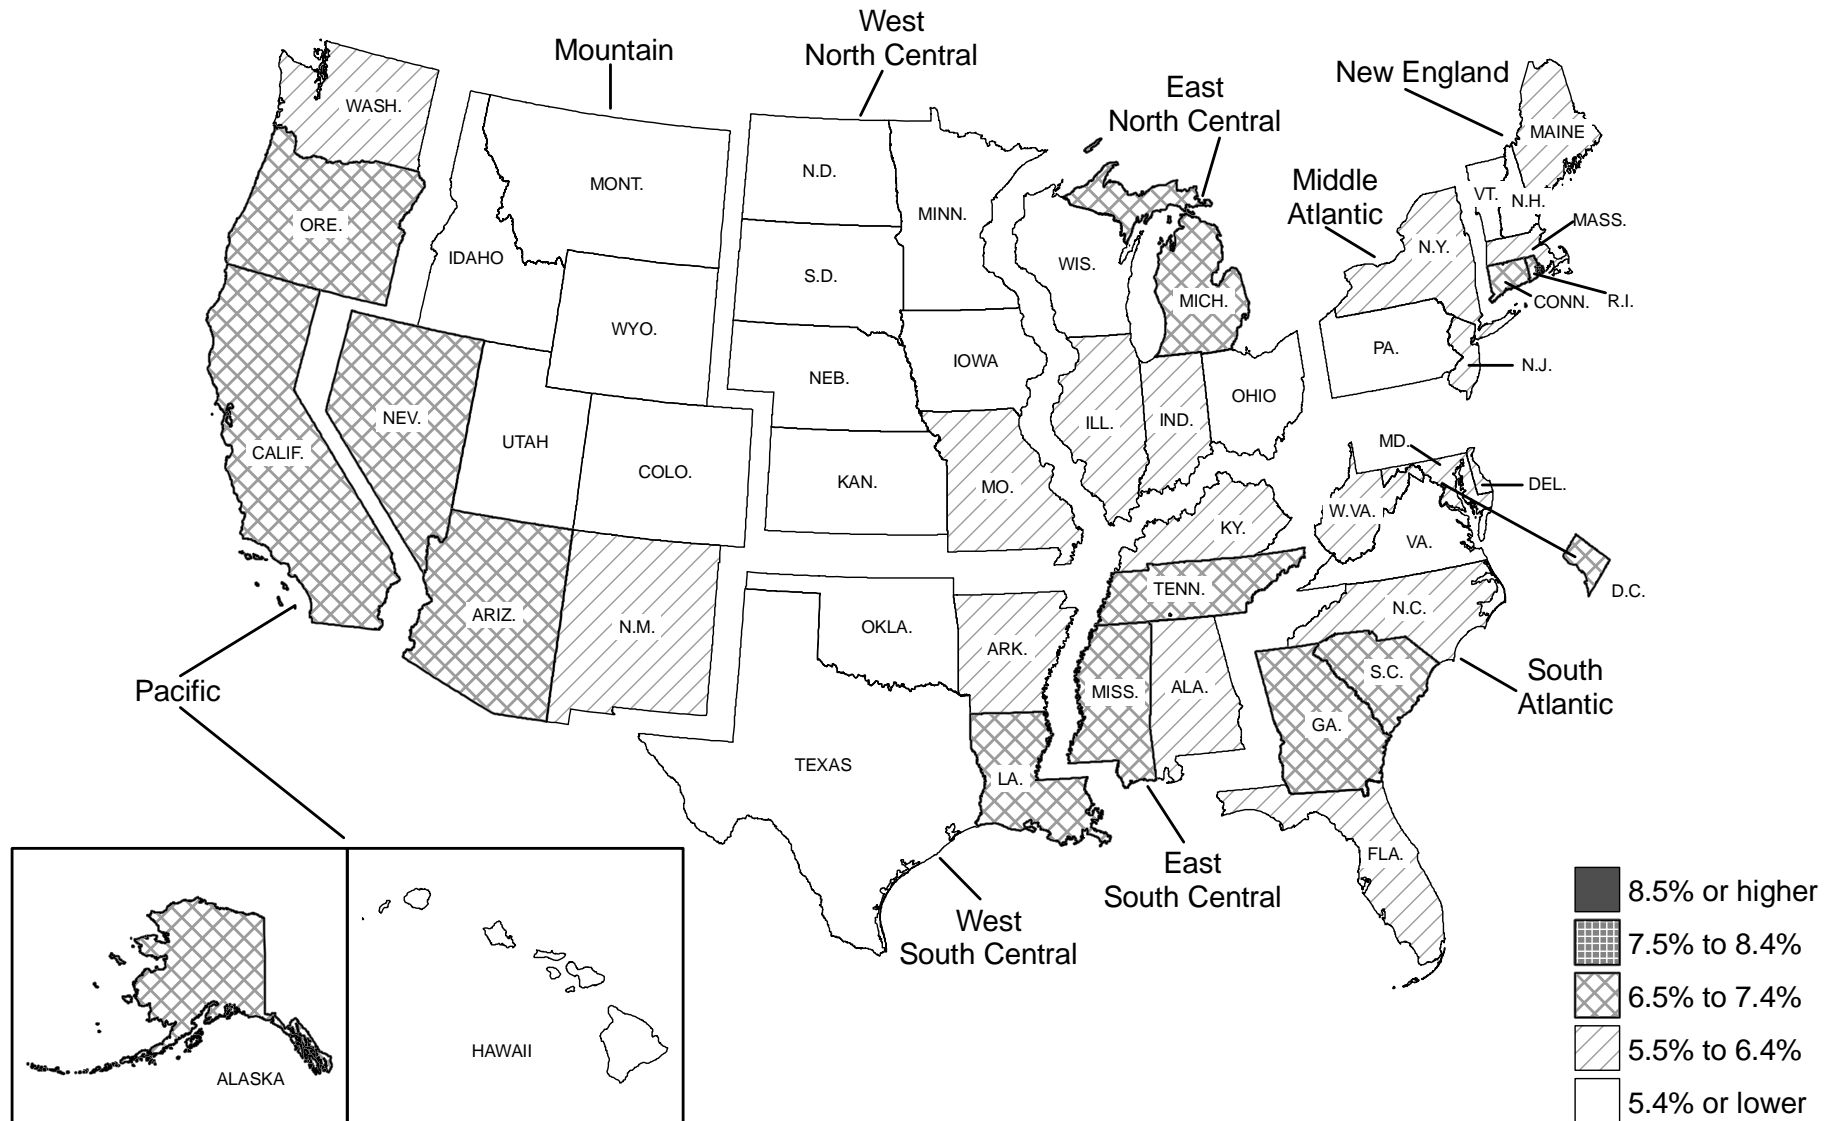 West
North Central
Mountain
New England
East
North Central
WASH.
MAINE
N.D.
MONT.
Middle
Atlantic
VT.
N.H.
MINN.
MASS.
ORE.
N.Y.
IDAHO
WIS.
S.D.
MICH.
CONN.
R.I.
WYO.
PA.
IOWA
N.J.
NEB.
OHIO
NEV.
ILL.
IND.
UTAH
MD.
CALIF.
COLO.
KAN.
MO.
DEL.
W.VA.
KY.
VA.
TENN.
D.C.
N.C.
ARIZ.
N.M.
OKLA.
ARK.
S.C.
South
Atlantic
Pacific
MISS.
ALA.
GA.
TEXAS
LA.
FLA.
East
South Central
West
South Central
8.5% or higher
7.5% to 8.4%
6.5% to 7.4%
5.5% to 6.4%
5.4% or lower
HAWAII
ALASKA